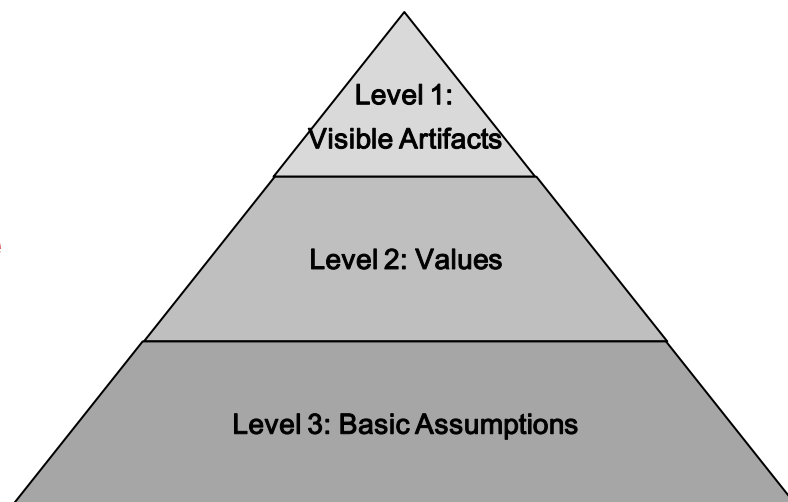 Level 1:
Visible Artifacts
Level 2: Values
Level 3: Basic Assumptions